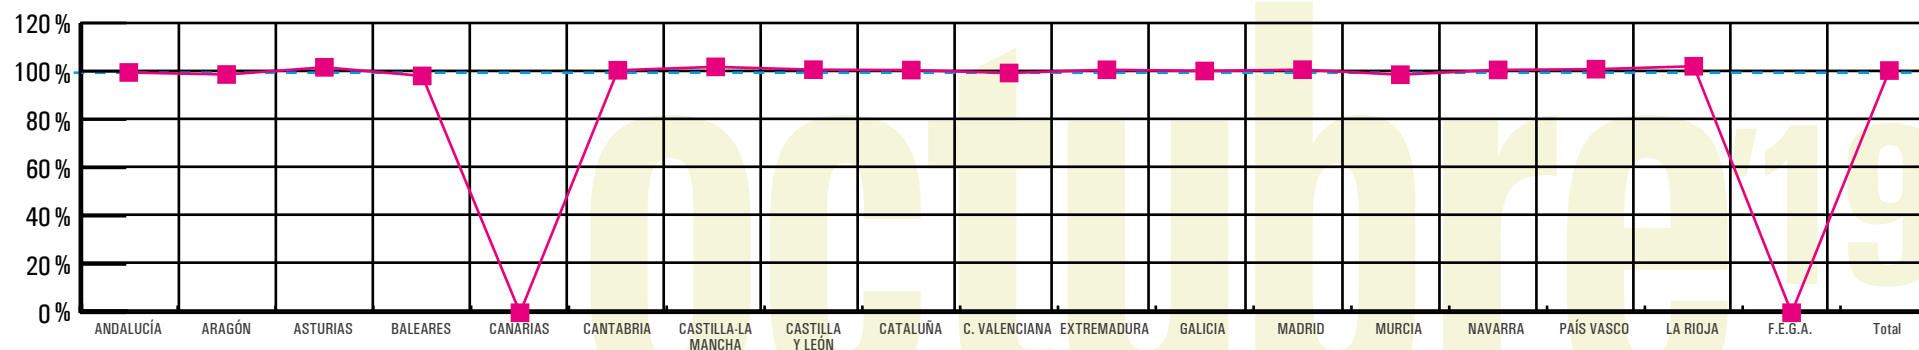 120 %
100 %
80 %
60 %
40 %
20 %
0 %
ANDALUCÍA ARAGÓN ASTURIAS BALEARES CANARIAS CANTABRIA CASTILLA-LA CASTILLA CATALUÑA C. VALENCIANA EXTREMADURA GALICIA MADRID MURCIA NAVARRA PAÍS VASCO LA RIOJA F.E.G.A. Total
MANCHA Y LEÓN
octubre '19